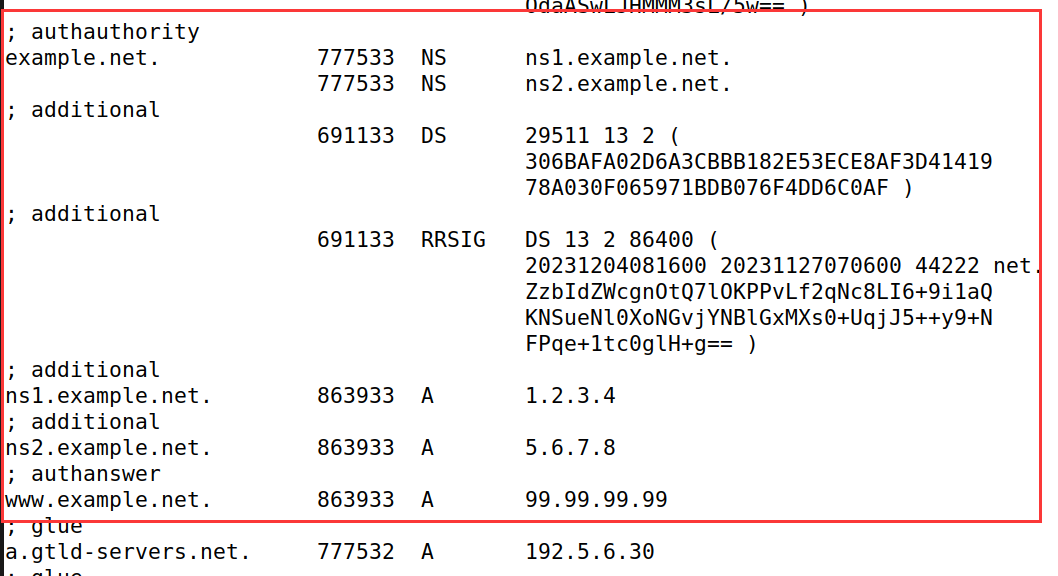 OdaASwLJHMMM3sL/5w== )
; authauthority
example.net. 777533 NS ns1.example.net.
777533 NS ns2.example.net.
; additional
691133 DS 29511 13 2 (
306BAFA02D6A3CBBB182E53ECE8AF3D41419
78A030F065971BDB076F4DD6C0AF )
; additional
691133 RRSIG DS 13 2 86400 (
20231204081600 20231127070600 44222 net.
ZzbIdZWcgnOtQ7lOKPPvLf2qNc8LI6+9i1aQ
KNSueNl0XoNGvjYNBlGxMXs0+UqjJ5++y9+N
FPqe+1tc0glH+g== )
; additional
ns1.example.net. 863933 A 1.2.3.4
; additional
ns2.example.net. 863933 A 5.6.7.8
; authanswer
www.example.net. 863933 A 99.99.99.99
; glue
a.gtld-servers.net. 777532 A 192.5.6.30
; glue